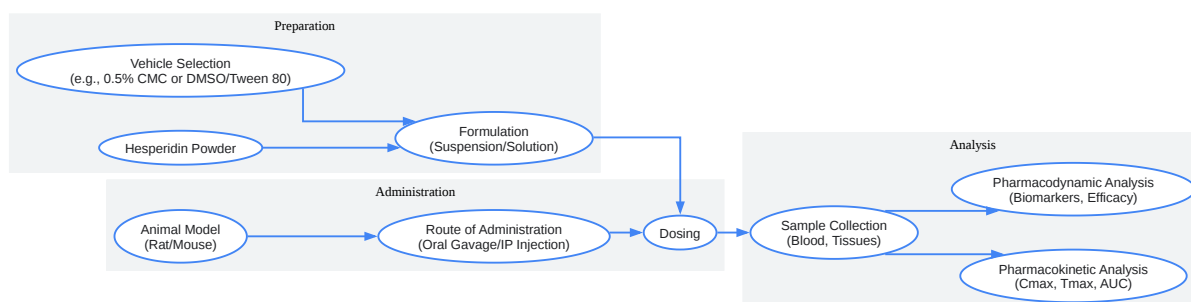 Preparation
Vehicle Selection
(e.g., 0.5% CMC or DMSO/Tween 80)
Hesperidin Powder
Formulation
(Suspension/Solution)
Administration
Animal Model
(Rat/Mouse)
Route of Administration
(Oral Gavage/IP Injection)
Dosing
Analysis
Sample Collection
(Blood, Tissues)
Pharmacodynamic Analysis
(Biomarkers, Efficacy)
Pharmacokinetic Analysis
(Cmax, Tmax, AUC)